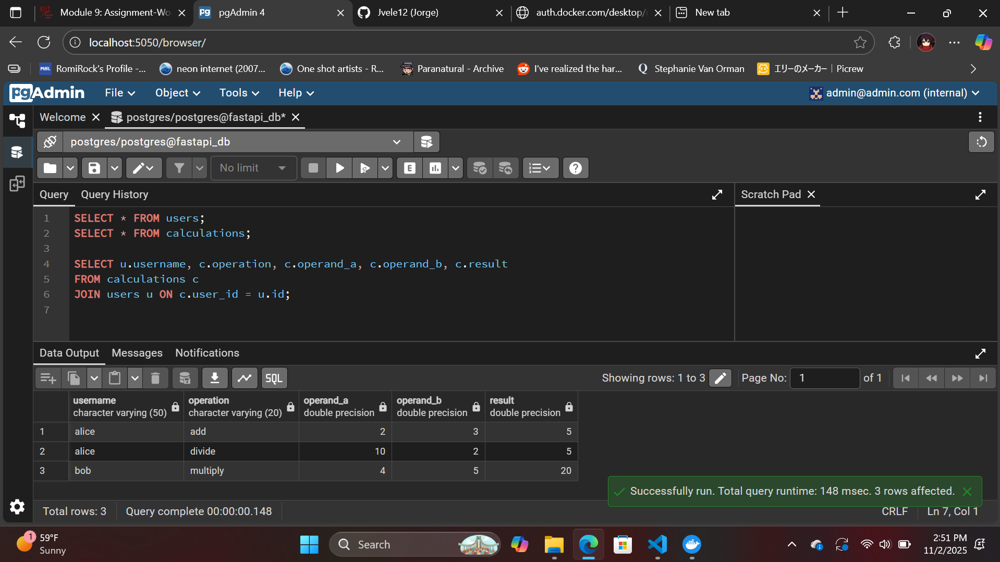 Module 9: Assignment-Wo
pgAdmin 4
Jvele12 (Jorge)
auth.docker.com/desktop/
New tab
localhost:5050/browser/
RomiRock's Profile -...
neon internet (2007...
One shot artists - R...
Paranatural - Archive
I've realized the har...
Stephanie Van Orman
エリーのメーカー｜Picrew
pgAdmin
File
Object
Tools
Help
admin@admin.com (internal)
Welcome
postgres/postgres@fastapi_db*
postgres/postgres@fastapi_db
No limit
Query
Query History
Scratch Pad
1 SELECT * FROM users;
2 SELECT * FROM calculations;
3
4 SELECT u.username, c.operation, c.operand_a, c.operand_b, c.result
5 FROM calculations c
6 JOIN users u ON c.user_id = u.id;
7
Data Output
Messages
Notifications
SQL
Showing rows: 1 to 3
Page No: 1 of 1
username operation operand_a operand_b result
character varying (50) character varying (20) double precision double precision double precision
1 alice add 2 3 5
2 alice divide 10 2 5
3 bob multiply 4 5 20
Successfully run. Total query runtime: 148 msec. 3 rows affected.
Total rows: 3
Query complete 00:00:00.148
CRLF
Ln 7, Col 1
1
59°F
Sunny
Search
2:51 PM
11/2/2025